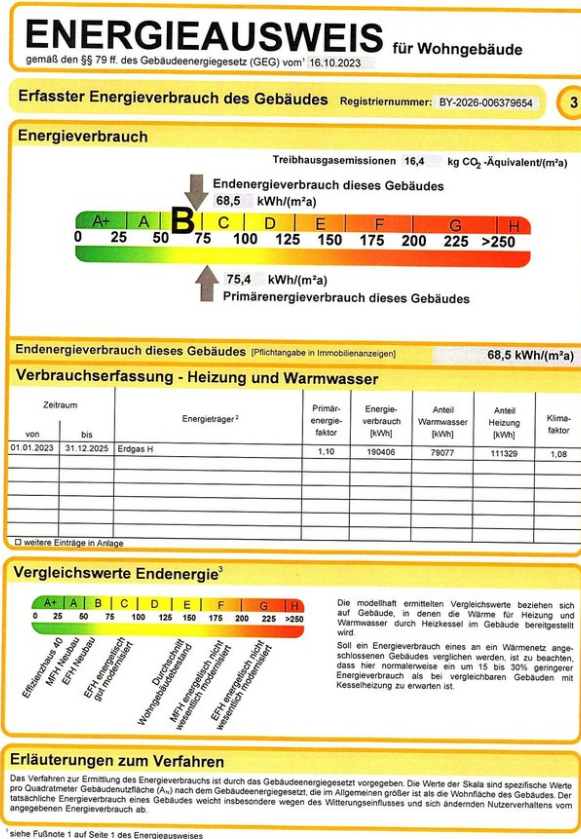 ENERGIEAUSWEIS für Wohngebäude
gemäß den §§ 79 ff. des Gebäudeenergiegesetz (GEG) vom¹ 16.10.2023
Erfasster Energieverbrauch des Gebäudes Registriernummer: BY-2026-006379654 3
Energieverbrauch
Treibhausgasemissionen 16,4 kg CO₂ -Äquivalent/(m²a)
Endenergieverbrauch dieses Gebäudes
68,5 kWh/(m²a)
A+ A B C D E F G H
0 25 50 75 100 125 150 175 200 225 >250
75,4 kWh/(m²a)
Primärenergieverbrauch dieses Gebäudes
Endenergieverbrauch dieses Gebäudes [Pflichtangabe in Immobilienanzeigen] 68,5 kWh/(m²a)
Verbrauchserfassung - Heizung und Warmwasser
Zeitraum
von bis
Energieträger²
Primär-
energie-
faktor
Energie-
verbrauch
[kWh]
Anteil
Warmwasser
[kWh]
Anteil
Heizung
[kWh]
Klima-
faktor
01.01.2023 31.12.2025 Erdgas H 1,10 190406 79077 111329 1,08
☐ weitere Einträge in Anlage
Vergleichswerte Endenergie³
A+ A B C D E F G H
0 25 50 75 100 125 150 175 200 225 >250
Effizienzhaus 40
MFH Neubau
EFH Neubau
EFH energetisch
gut modernisiert
Durchschnitt
Wohngebäudebestand
MFH energetisch nicht
wesentlich modernisiert
EFH energetisch nicht
wesentlich modernisiert
Die modellhaft ermittelten Vergleichswerte beziehen sich
auf Gebäude, in denen die Wärme für Heizung und
Warmwasser durch Heizkessel im Gebäude bereitgestellt
wird.
Soll ein Energieverbrauch eines an ein Wärmenetz ange-
schlossenen Gebäudes verglichen werden, ist zu beachten,
dass hier normalerweise ein um 15 bis 30% geringerer
Energieverbrauch als bei vergleichbaren Gebäuden mit
Kesselheizung zu erwarten ist.
Erläuterungen zum Verfahren
Das Verfahren zur Ermittlung des Energieverbrauchs ist durch das Gebäudeenergiegesetzt vorgegeben. Die Werte der Skala sind spezifische Werte
pro Quadratmeter Gebäudenutzfläche (Aₙ) nach dem Gebäudeenergiegesetzt, die im Allgemeinen größer ist als die Wohnfläche des Gebäudes. Der
tatsächliche Energieverbrauch eines Gebäudes weicht insbesondere wegen des Witterungseinflusses und sich ändernden Nutzerverhaltens vom
angegebenen Energieverbrauch ab.
¹ siehe Fußnote 1 auf Seite 1 des Energieausweises